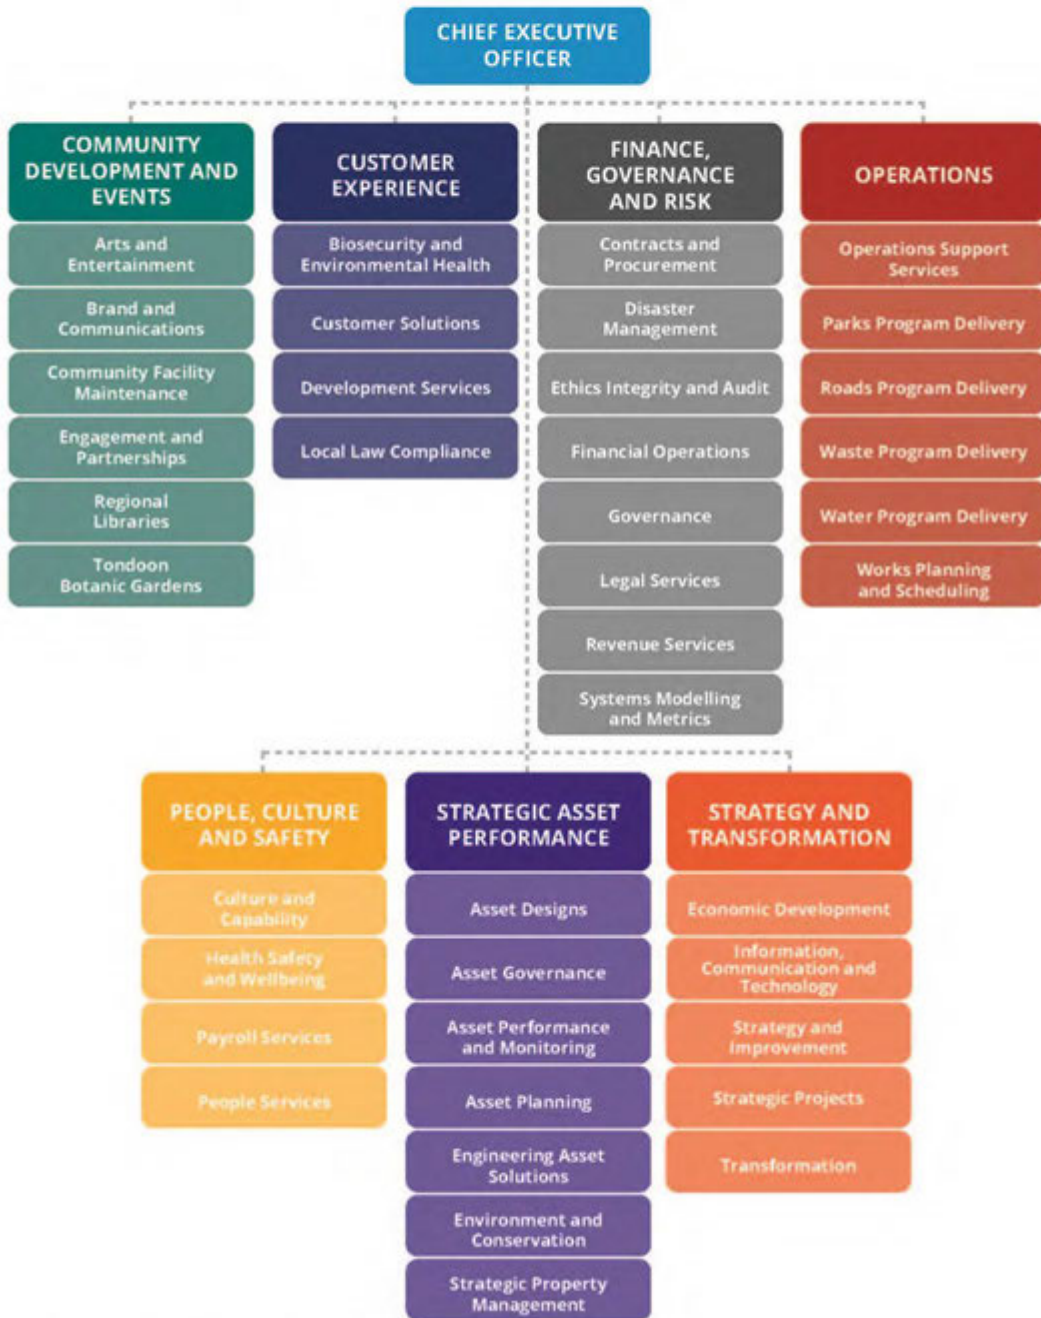 CHIEF EXECUTIVE
OFFICER
COMMUNITY
DEVELOPMENT AND
EVENTS
Arts and
Entertainment
Brand and
Communications
Community Facility
Maintenance
Engagement and
Partnerships
Regional
Libraries
Tondoon
Botanic Gardens
CUSTOMER
EXPERIENCE
Biosecurity and
Environmental Health
Customer Solutions
Development Services
Local Law Compliance
FINANCE,
GOVERNANCE
AND RISK
Contracts and
Procurement
Disaster
Management
Ethics Integrity and Audit
Financial Operations
Governance
Legal Services
Revenue Services
Systems Modelling
and Metrics
OPERATIONS
Operations Support
Services
Parks Program Delivery
Roads Program Delivery
Waste Program Delivery
Water Program Delivery
Works Planning
and Scheduling
PEOPLE, CULTURE
AND SAFETY
Culture and
Capability
Health Safety
and Wellbeing
Payroll Services
People Services
STRATEGIC ASSET
PERFORMANCE
Asset Designs
Asset Governance
Asset Performance
and Monitoring
Asset Planning
Engineering Asset
Solutions
Environment and
Conservation
Strategic Property
Management
STRATEGY AND
TRANSFORMATION
Economic Development
Information,
Communication and
Technology
Strategy and
Improvement
Strategic Projects
Transformation